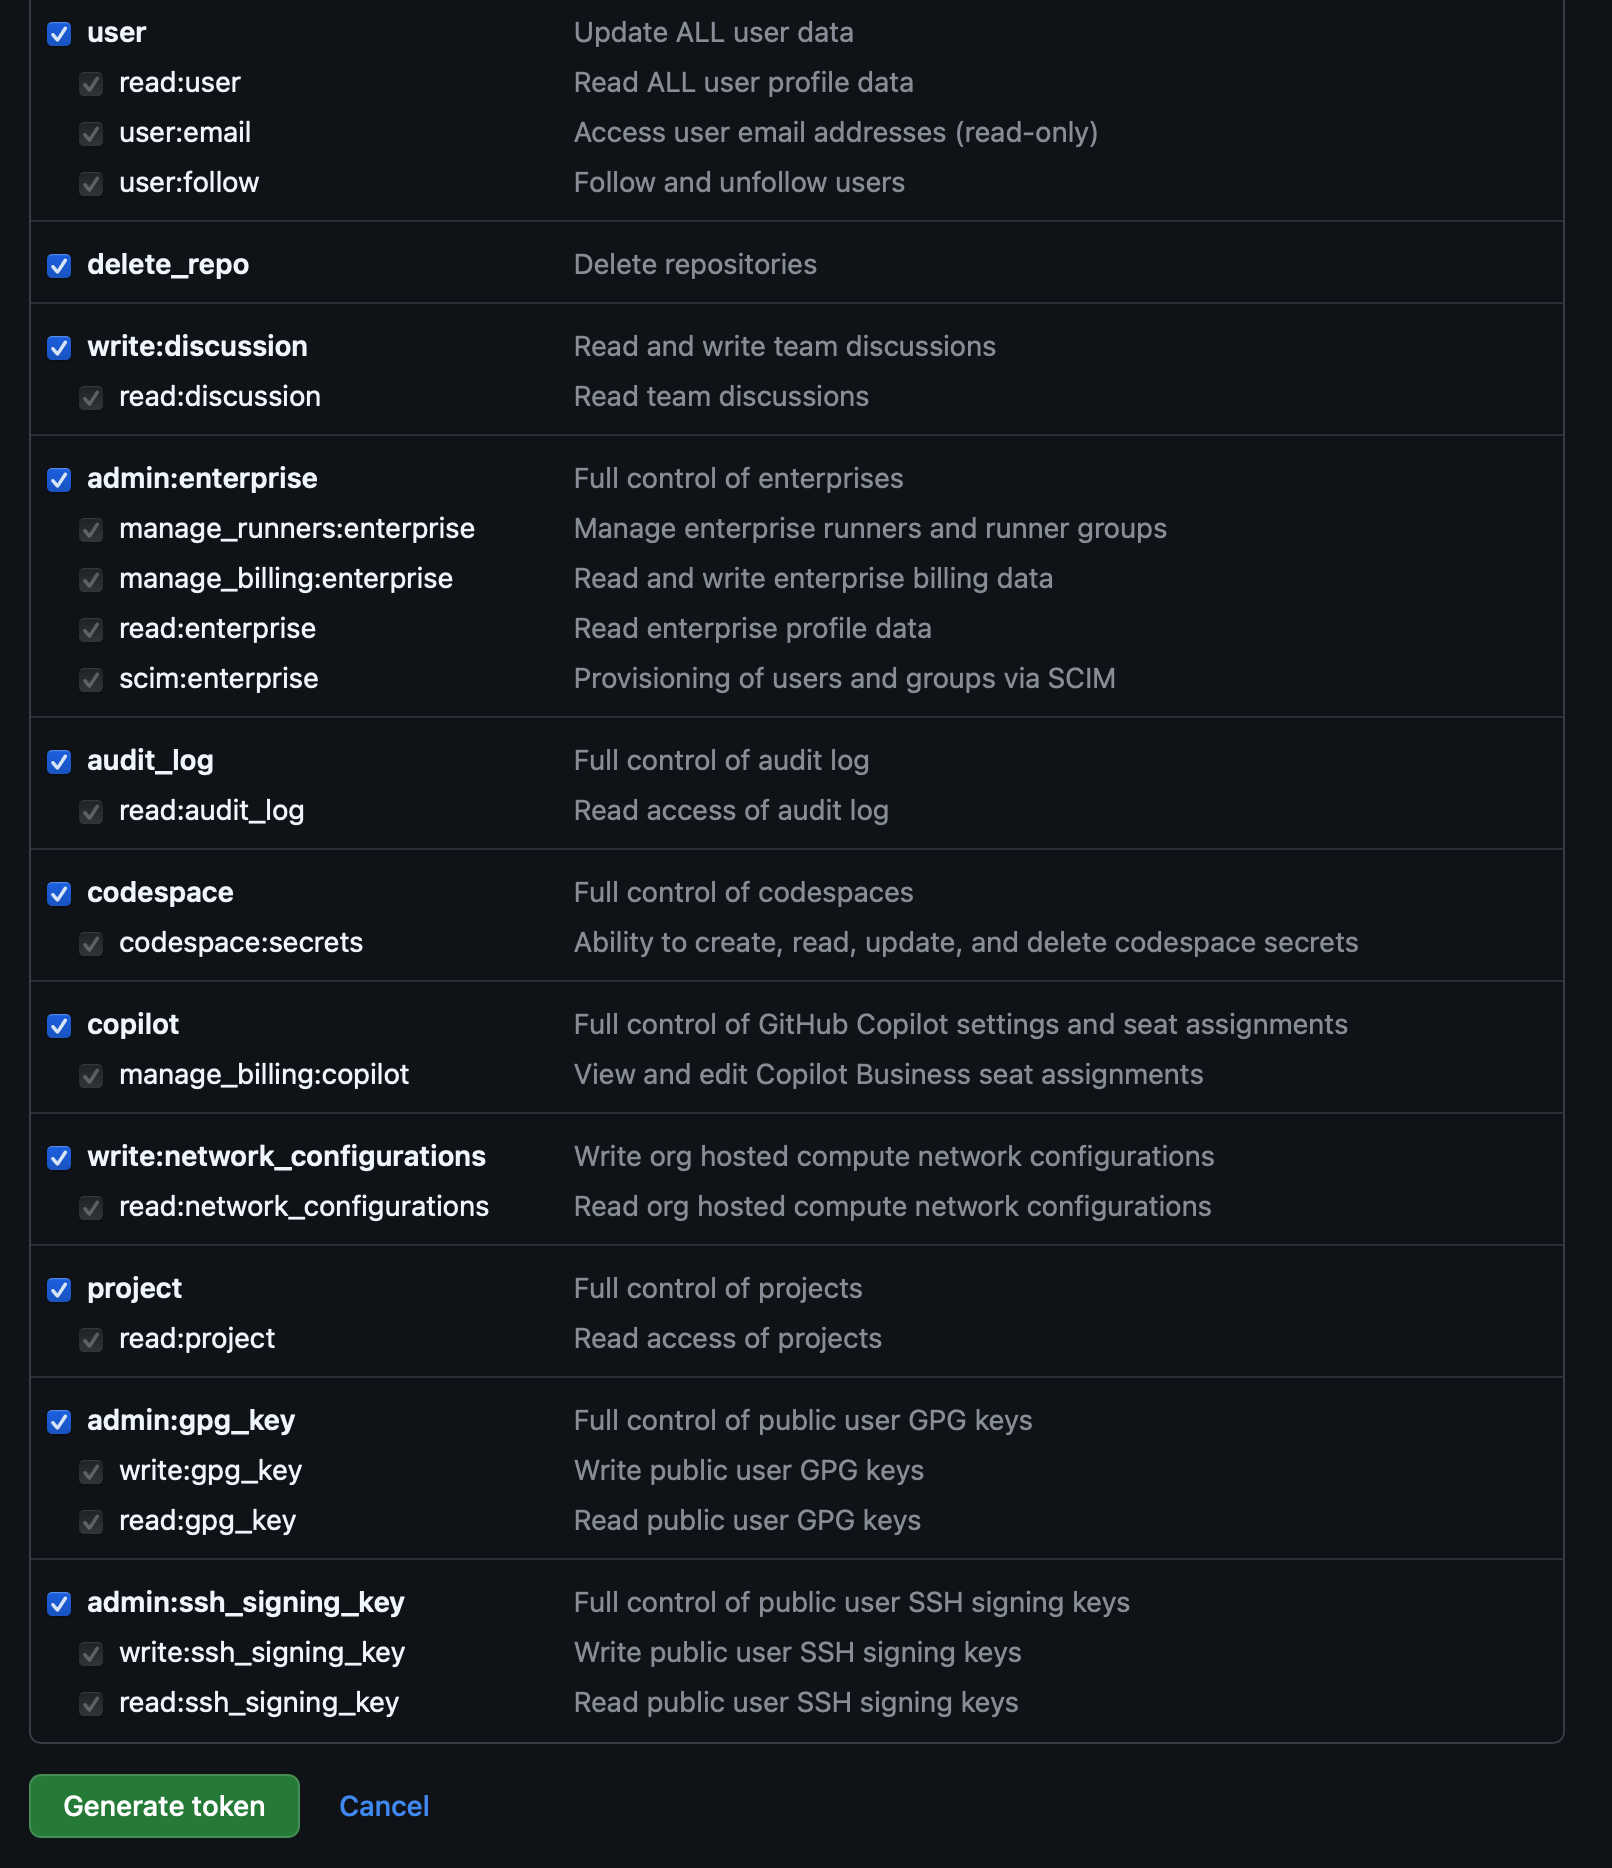 user Update ALL user data
read:user Read ALL user profile data
user:email Access user email addresses (read-only)
user:follow Follow and unfollow users
delete_repo Delete repositories
write:discussion Read and write team discussions
read:discussion Read team discussions
admin:enterprise Full control of enterprises
manage_runners:enterprise Manage enterprise runners and runner groups
manage_billing:enterprise Read and write enterprise billing data
read:enterprise Read enterprise profile data
scim:enterprise Provisioning of users and groups via SCIM
audit_log Full control of audit log
read:audit_log Read access of audit log
codespace Full control of codespaces
codespace:secrets Ability to create, read, update, and delete codespace secrets
copilot Full control of GitHub Copilot settings and seat assignments
manage_billing:copilot View and edit Copilot Business seat assignments
write:network_configurations Write org hosted compute network configurations
read:network_configurations Read org hosted compute network configurations
project Full control of projects
read:project Read access of projects
admin:gpg_key Full control of public user GPG keys
write:gpg_key Write public user GPG keys
read:gpg_key Read public user GPG keys
admin:ssh_signing_key Full control of public user SSH signing keys
write:ssh_signing_key Write public user SSH signing keys
read:ssh_signing_key Read public user SSH signing keys
Generate token Cancel